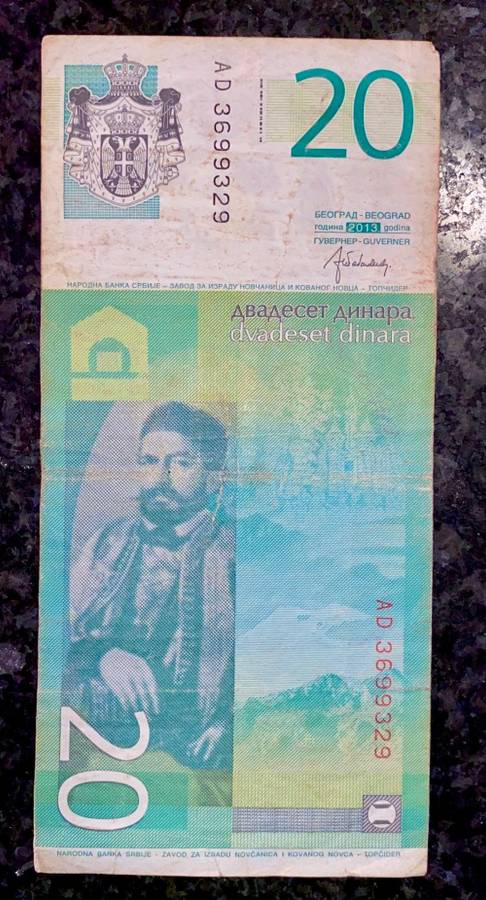 AD 3699329
20
БЕОГРАД - BEOGRAD
година 2013 godina
ГУВЕРНЕР - GUVERNER
НАРОДНА БАНКА СРБИЈЕ – ЗАВОД ЗА ИЗРАДУ НОВЧАНИЦА И КОВАНОГ НОВЦА – ТОПЧИДЕР
двадесет динара
dvadeset dinara
AD 3699329
20
NARODNA BANKA SRBIJE – ZAVOD ZA IZRADU NOVČANICA I KOVANOG NOVCA – TOPČIDER